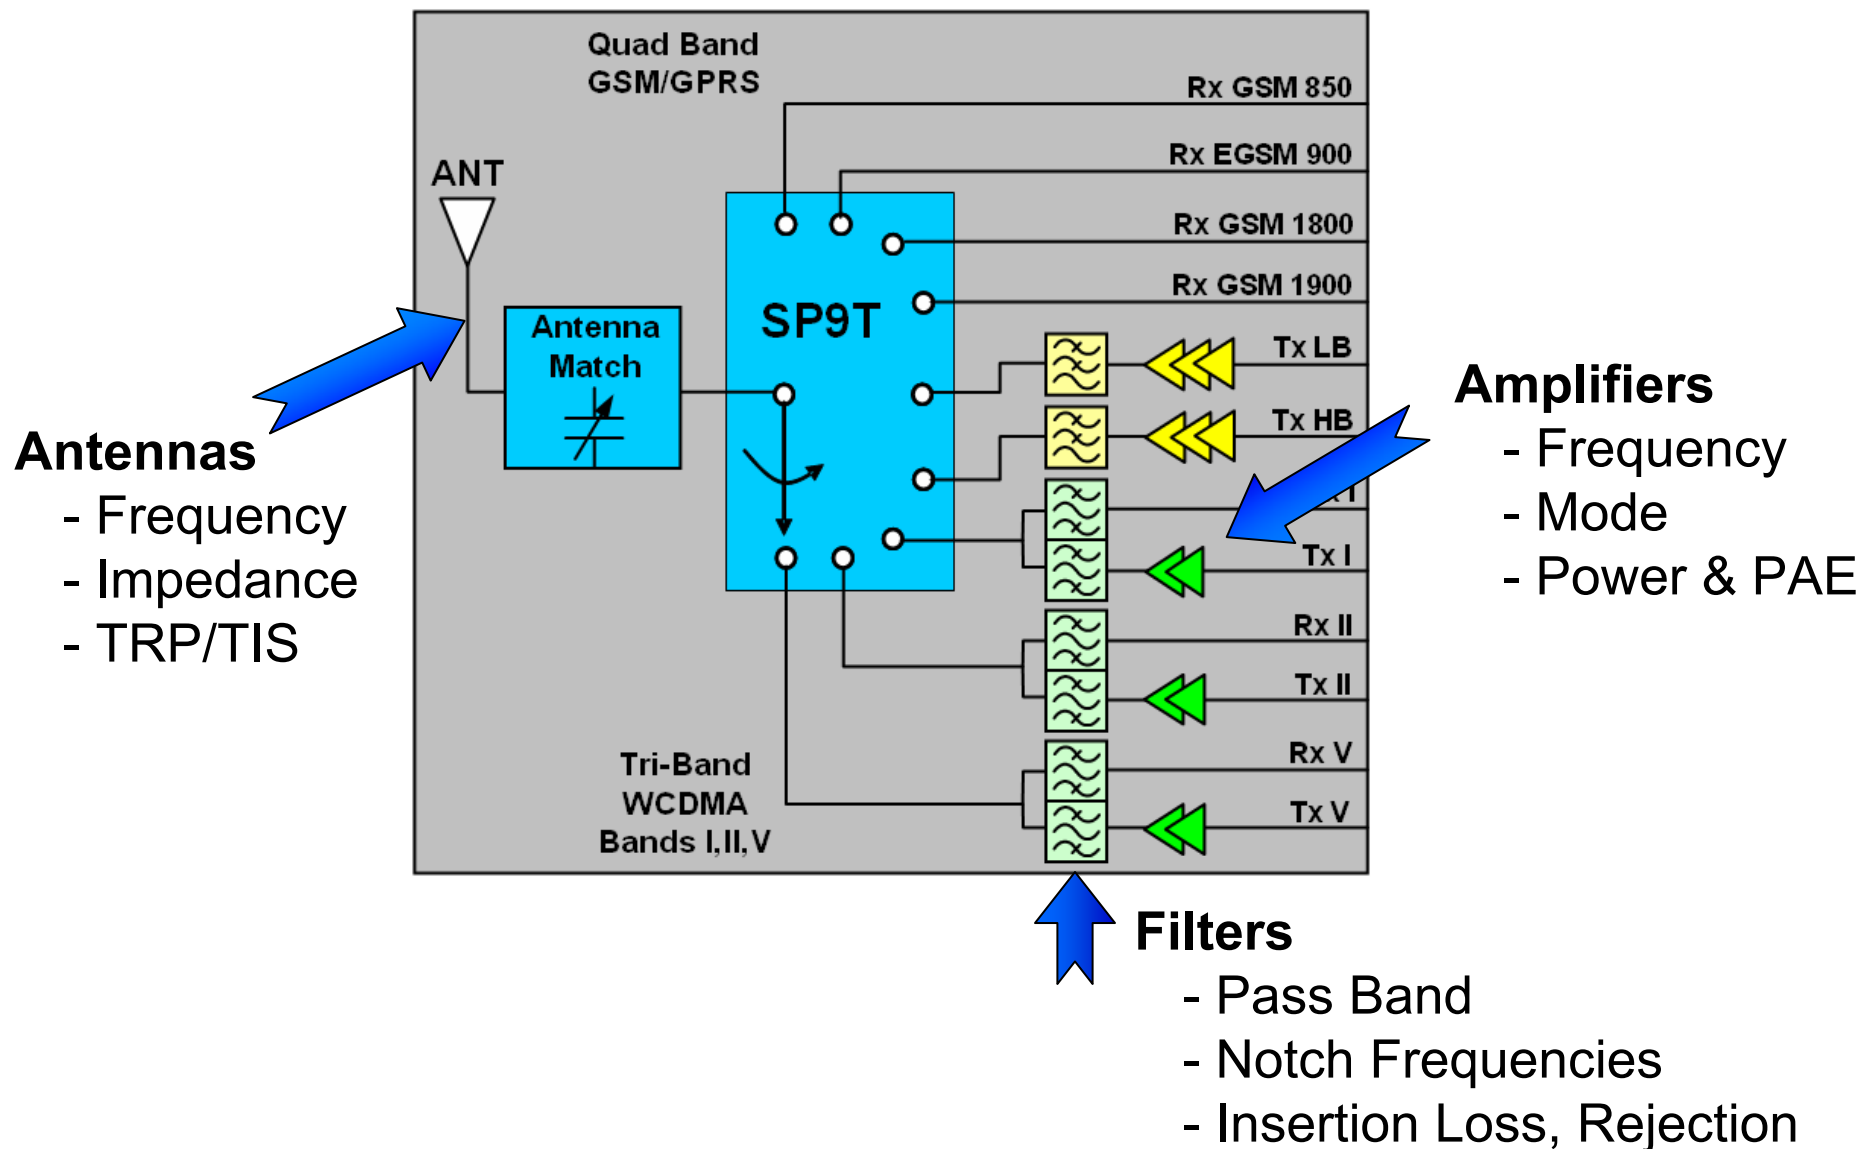 Quad Band
GSM/GPRS
Rx GSM 850
Rx EGSM 900
ANT
Rx GSM 1800
Rx GSM 1900
SP9T
Antenna
Match
Tx LB
Tx HB
Tx I
Rx II
Tx II
Rx V
Tx V
Tri-Band
WCDMA
Bands I,II,V
Antennas
- Frequency
- Impedance
- TRP/TIS
Amplifiers
- Frequency
- Mode
- Power & PAE
Filters
- Pass Band
- Notch Frequencies
- Insertion Loss, Rejection